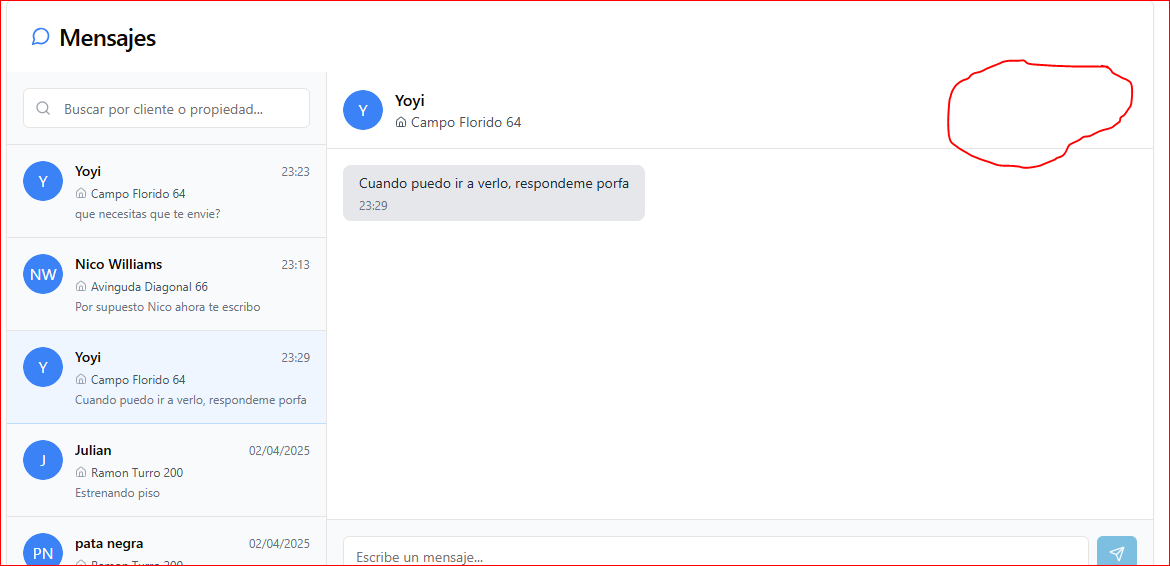 Mensajes
Buscar por cliente o propiedad...
Y
Yoyi
23:23
Campo Florido 64
que necesitas que te envie?
NW
Nico Williams
23:13
Avinguda Diagonal 66
Por supuesto Nico ahora te escribo
Y
Yoyi
23:29
Campo Florido 64
Cuando puedo ir a verlo, respondeme porfa
J
Julian
02/04/2025
Ramon Turro 200
Estrenando piso
PN
pata negra
02/04/2025
Ramon Turro 200
Y
Yoyi
Campo Florido 64
Cuando puedo ir a verlo, respondeme porfa
23:29
Escribe un mensaje...